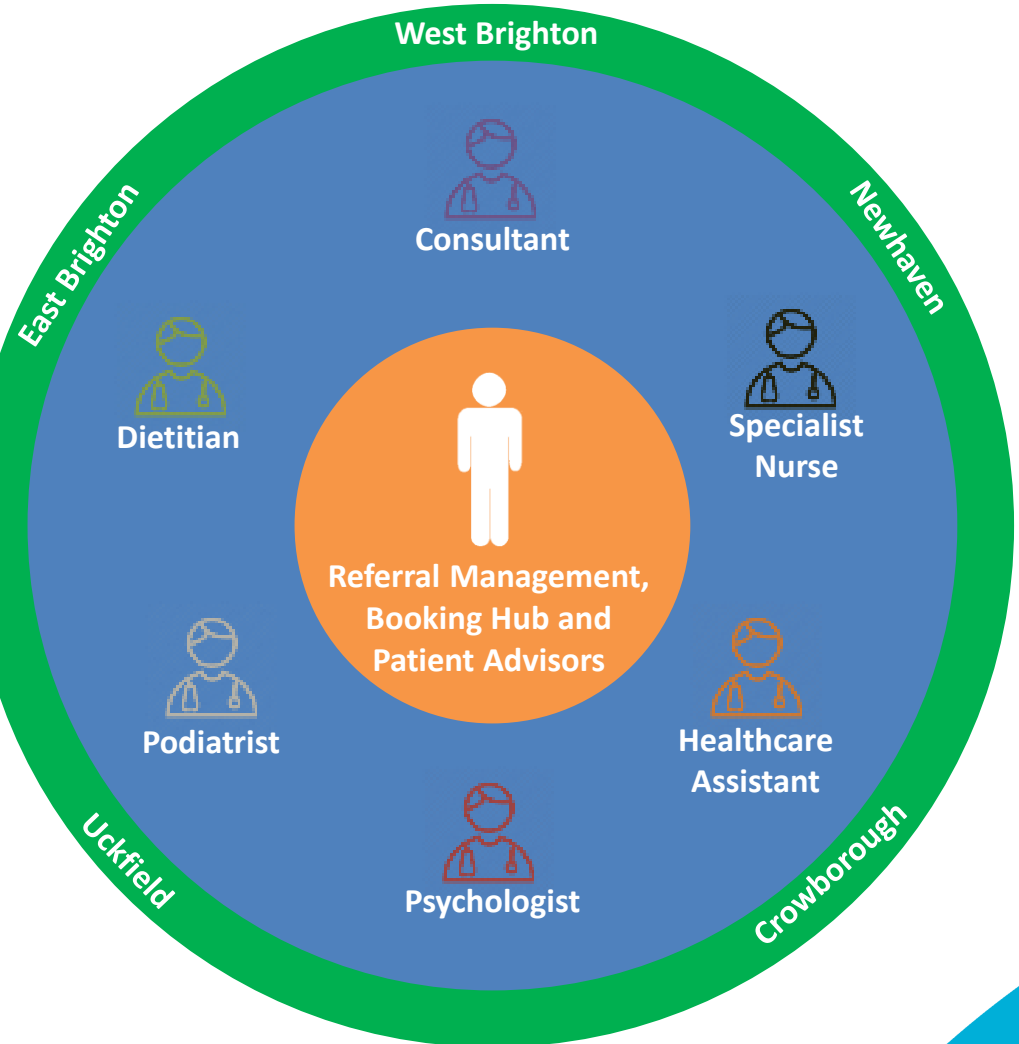 West Brighton
East Brighton
Newhaven
Consultant
Dietitian
Specialist
Nurse
Referral Management,
Booking Hub and
Patient Advisors
Podiatrist
Healthcare
Assistant
Psychologist
Uckfield
Crowborough